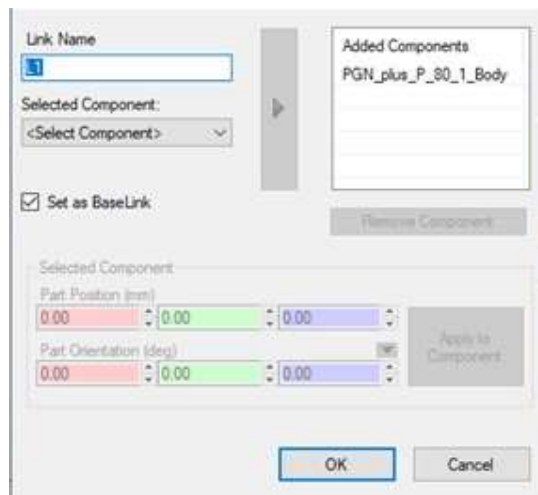 Link Name
L1
Selected Component:
<Select Component>
Set as BaseLink
Added Components
PGN_plus_P_80_1_Body
Remove Component
Selected Component
Part Position (mm)
0.00 0.00 0.00
Part Orientation (deg)
0.00 0.00 0.00
Apply to
Component
OK Cancel